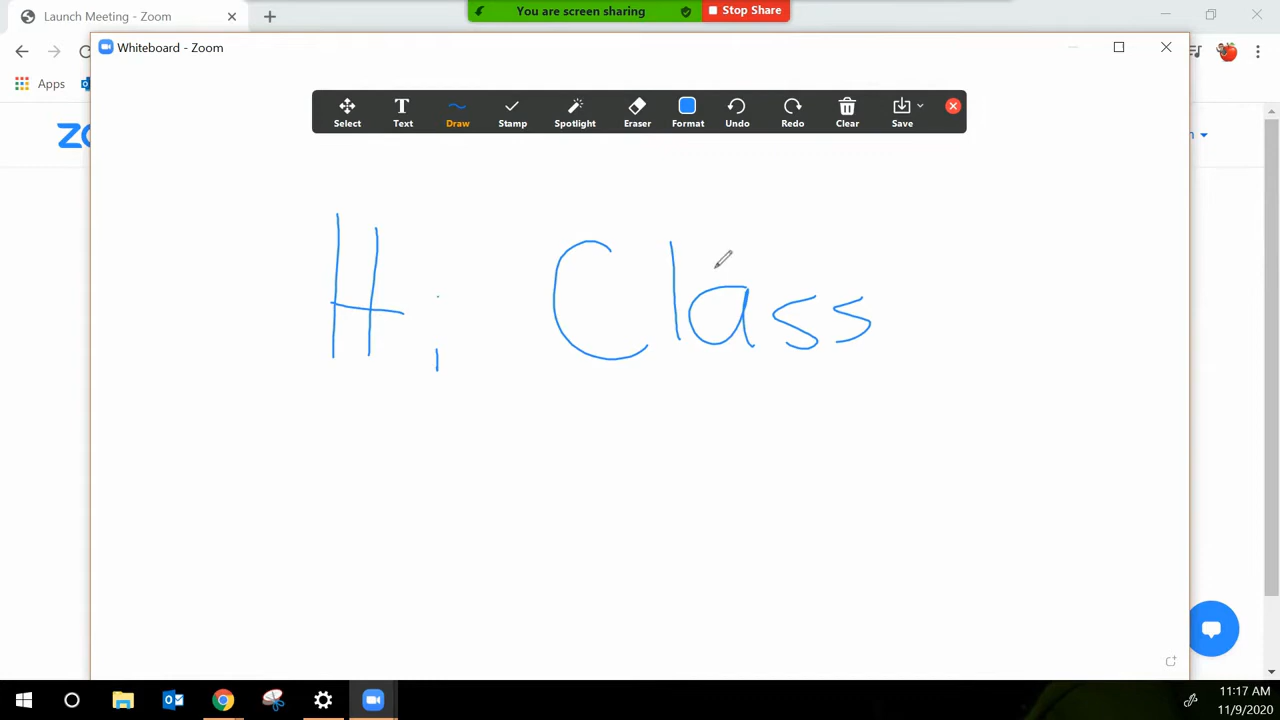 Launch Meeting - Zoom
You are screen sharing
Stop Share
Apps
Whiteboard - Zoom
Select
Text
Draw
Stamp
Spotlight
Eraser
Format
Undo
Redo
Clear
Save
Hi Class
11:17 AM
11/9/2020